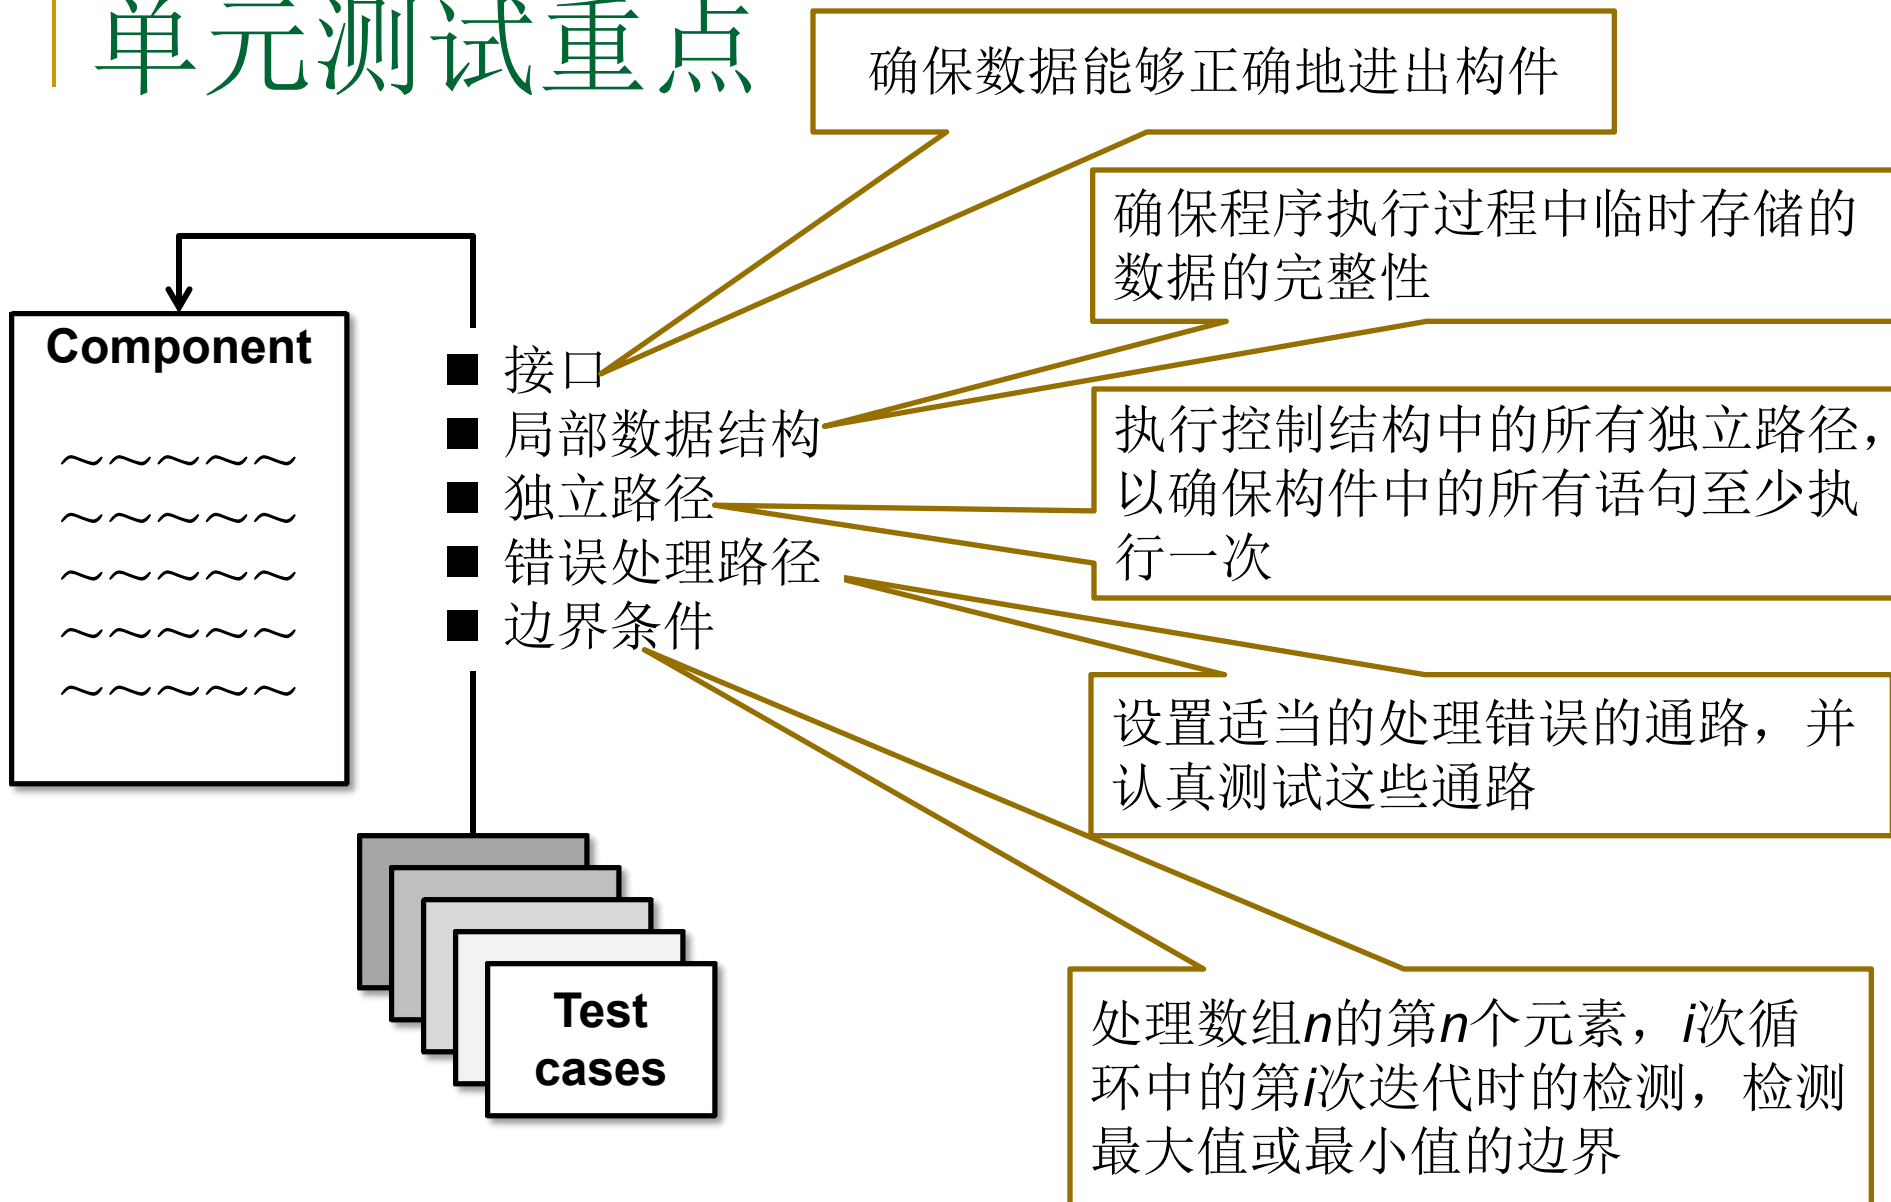 单元测试重点
确保数据能够正确地进出构件
确保程序执行过程中临时存储的
数据的完整性
Component
接口
局部数据结构
独立路径
错误处理路径
边界条件
执行控制结构中的所有独立路径，
以确保构件中的所有语句至少执
行一次
设置适当的处理错误的通路，并
认真测试这些通路
Test
cases
处理数组n的第n个元素，i次循
环中的第i次迭代时的检测，检测
最大值或最小值的边界